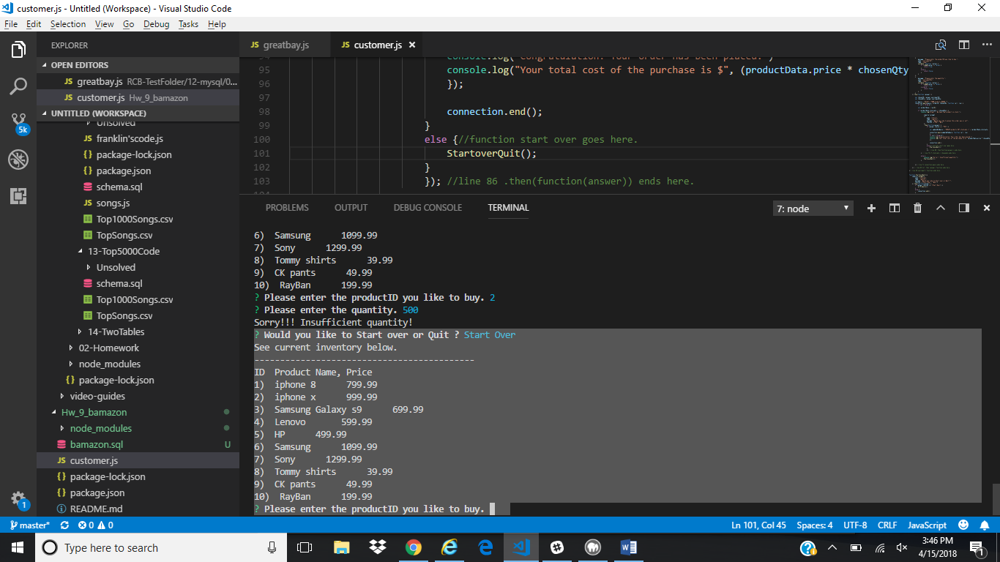 customer.js - Untitled (Workspace) - Visual Studio Code
File Edit Selection View Go Debug Tasks Help
EXPLORER
OPEN EDITORS
JS greatbay.js RCB-TestFolder/12-mysql/0...
JS customer.js Hw_9_bamazon
UNTITLED (WORKSPACE)
Unsolved
JS franklin'scode.js
{ } package-lock.json
{ } package.json
schema.sql
JS songs.js
Top1000Songs.csv
TopSongs.csv
13-Top5000Code
Unsolved
schema.sql
Top1000Songs.csv
TopSongs.csv
14-TwoTables
02-Homework
node_modules
{ } package-lock.json
video-guides
Hw_9_bamazon
node_modules
bamazon.sql U
JS customer.js
{ } package-lock.json
{ } package.json
README.md
5k
1
JS greatbay.js
JS customer.js ×
94 console.log("Congratulation! Your order has been placed.")
95 console.log("Your total cost of the purchase is $", (productData.price * chosenQty
96 });
97
98 connection.end();
99 }
100 else {//function start over goes here.
101 StartoverQuit();
102 }
103 }); //line 86 .then(function(answer)) ends here.
PROBLEMS OUTPUT DEBUG CONSOLE TERMINAL
7: node
6) Samsung 1099.99
7) Sony 1299.99
8) Tommy shirts 39.99
9) CK pants 49.99
10) RayBan 199.99
? Please enter the productID you like to buy. 2
? Please enter the quantity. 500
Sorry!!! Insufficient quantity!
? Would you like to Start over or Quit ? Start Over
See current inventory below.
-------------------------------------------
ID Product Name, Price
1) iphone 8 799.99
2) iphone x 999.99
3) Samsung Galaxy s9 699.99
4) Lenovo 599.99
5) HP 499.99
6) Samsung 1099.99
7) Sony 1299.99
8) Tommy shirts 39.99
9) CK pants 49.99
10) RayBan 199.99
? Please enter the productID you like to buy.
master* 0 0 Ln 101, Col 45 Spaces: 4 UTF-8 CRLF JavaScript
Type here to search
3:46 PM
4/15/2018
1